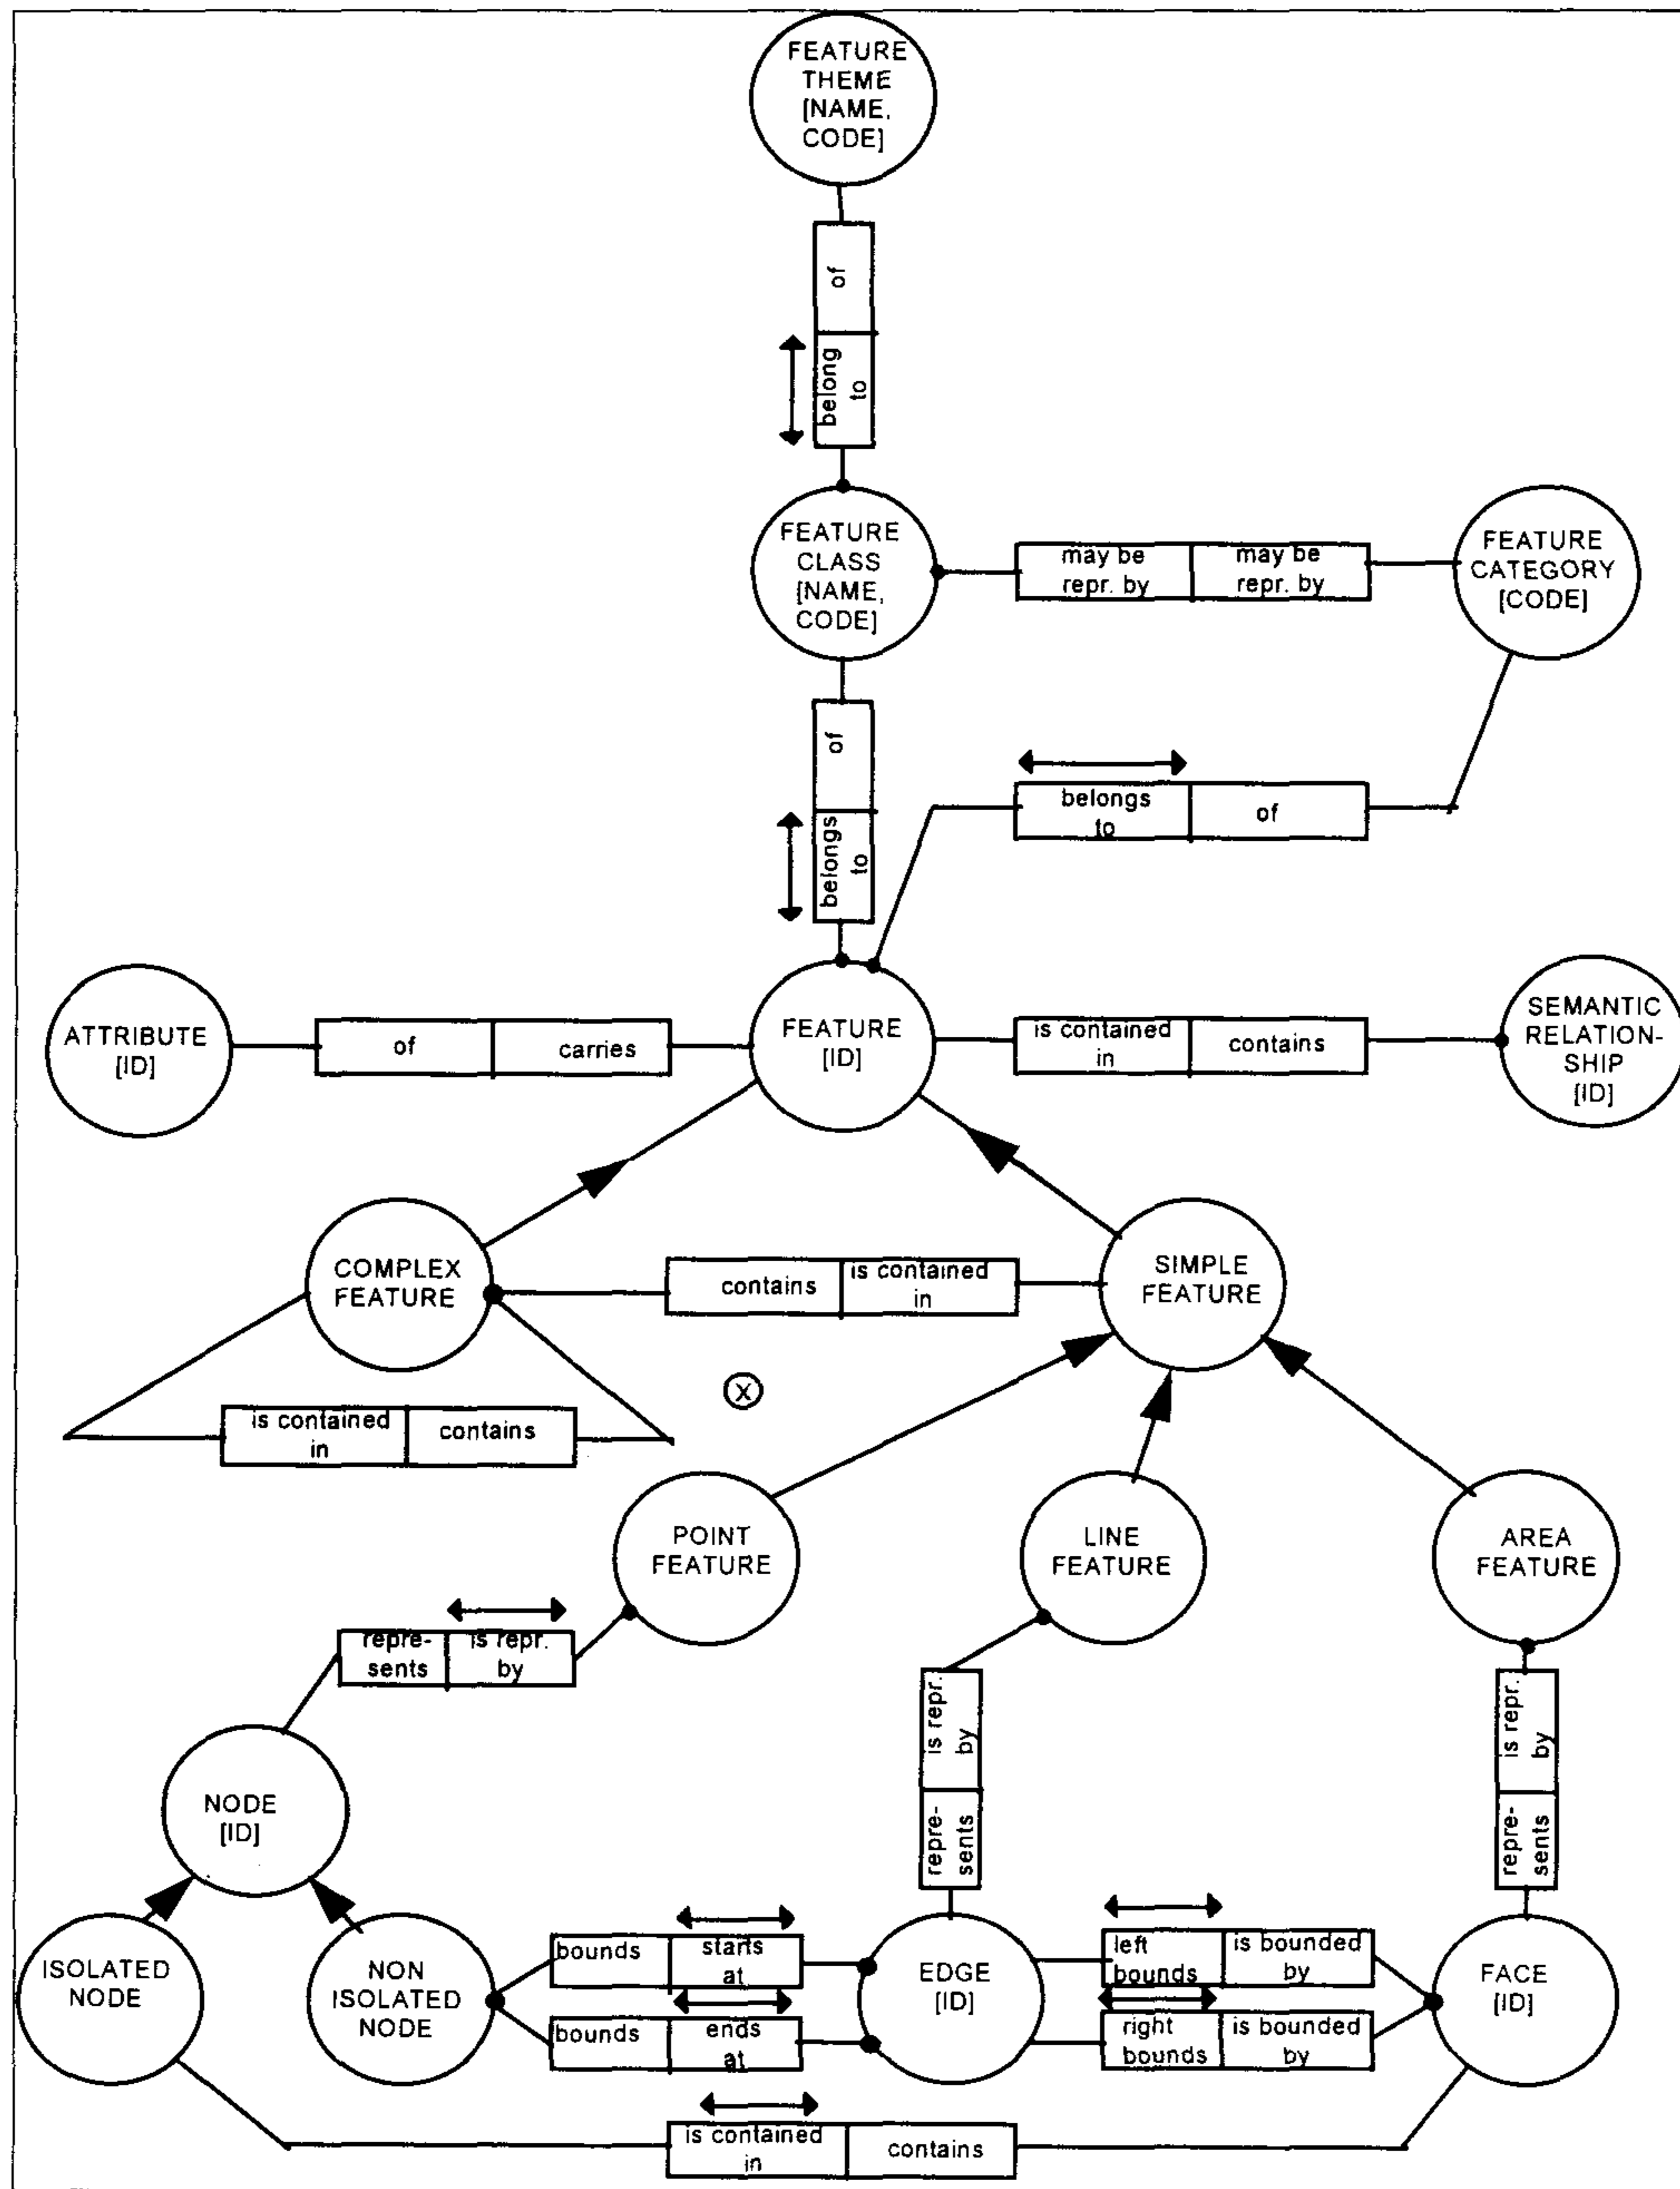 FEATURE
THEME
[NAME,
CODE]
of
belong
to
FEATURE
CLASS
[NAME,
CODE]
may be
repr. by
may be
repr. by
FEATURE
CATEGORY
[CODE]
of
belongs
to
belongs
to
of
ATTRIBUTE
[ID]
of
carries
FEATURE
[ID]
is contained
in
contains
SEMANTIC
RELATION-
SHIP
[ID]
COMPLEX
FEATURE
contains
is contained
in
SIMPLE
FEATURE
X
is contained
in
contains
POINT
FEATURE
LINE
FEATURE
AREA
FEATURE
repre-
sents
is repr.
by
is repr.
by
repre-
sents
is repr.
by
repre-
sents
NODE
[ID]
ISOLATED
NODE
NON
ISOLATED
NODE
bounds
starts
at
bounds
ends
at
EDGE
[ID]
left
bounds
is bounded
by
right
bounds
is bounded
by
FACE
[ID]
is contained
in
contains